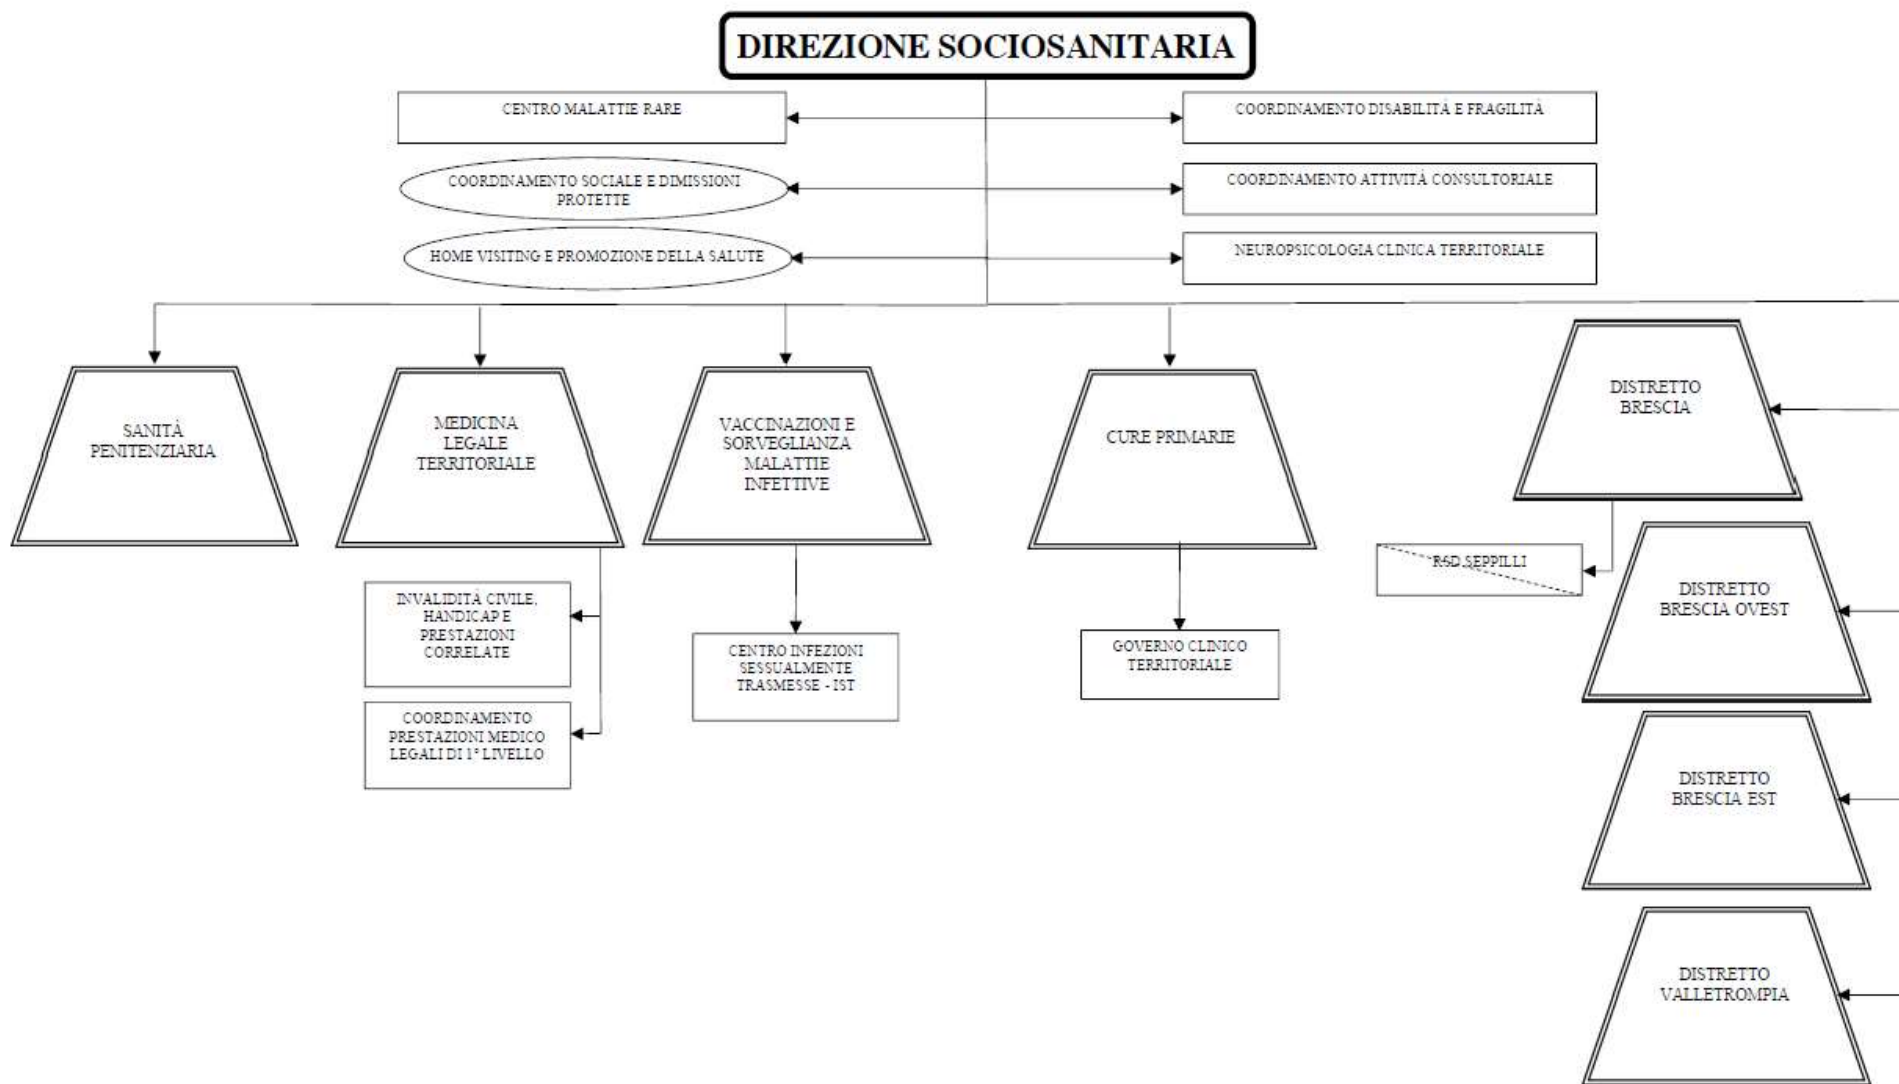 DIREZIONE SOCIOSANITARIA
CENTRO MALATTIE RARE
COORDINAMENTO DISABILITÀ E FRAGILITÀ
COORDINAMENTO SOCIALE E DIMISSIONI
PROTETTE
COORDINAMENTO ATTIVITÀ CONSULTORIALE
HOME VISITING E PROMOZIONE DELLA SALUTE
NEUROPSICOLOGIA CLINICA TERRITORIALE
SANITÀ
PENITENZIARIA
MEDICINA
LEGALE
TERRITORIALE
VACCINAZIONI E
SORVEGLIANZA
MALATTIE
INFETTIVE
CURE PRIMARIE
DISTRETTO
BRESCIA
INVALIDITÀ CIVILE,
HANDICAP E
PRESTAZIONI
CORRELATE
COORDINAMENTO
PRESTAZIONI MEDICO
LEGALI DI 1° LIVELLO
CENTRO INFEZIONI
SESSUALMENTE
TRASMESSE - IST
GOVERNO CLINICO
TERRITORIALE
RSD SEPPILLI
DISTRETTO
BRESCIA OVEST
DISTRETTO
BRESCIA EST
DISTRETTO
VALLETROMPIA